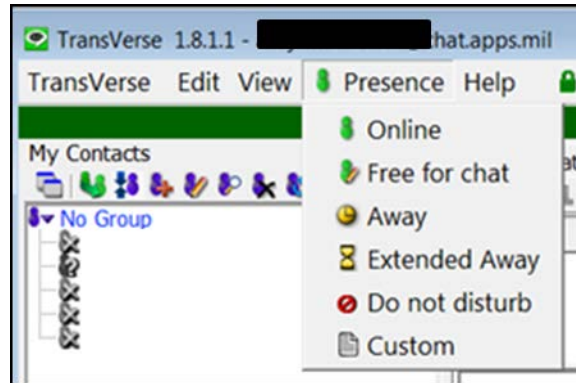 TransVerse 1.8.1.1 - hat.apps.mil
TransVerse Edit View Presence Help
My Contacts
No Group
Online
Free for chat
Away
Extended Away
Do not disturb
Custom